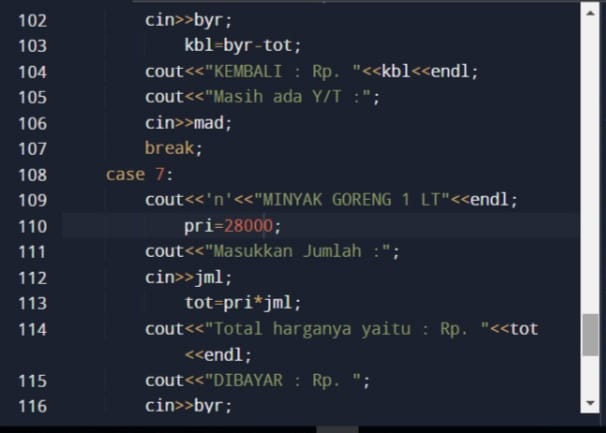 102 cin>>byr;
103 kbl=byr-tot;
104 cout<<"KEMBALI : Rp. "<<kbl<<endl;
105 cout<<"Masih ada Y/T :";
106 cin>>mad;
107 break;
108 case 7:
109 cout<<'n'<<"MINYAK GORENG 1 LT"<<endl;
110 pri=28000;
111 cout<<"Masukkan Jumlah :";
112 cin>>jml;
113 tot=pri*jml;
114 cout<<"Total harganya yaitu : Rp. "<<tot
<<endl;
115 cout<<"DIBAYAR : Rp. ";
116 cin>>byr;